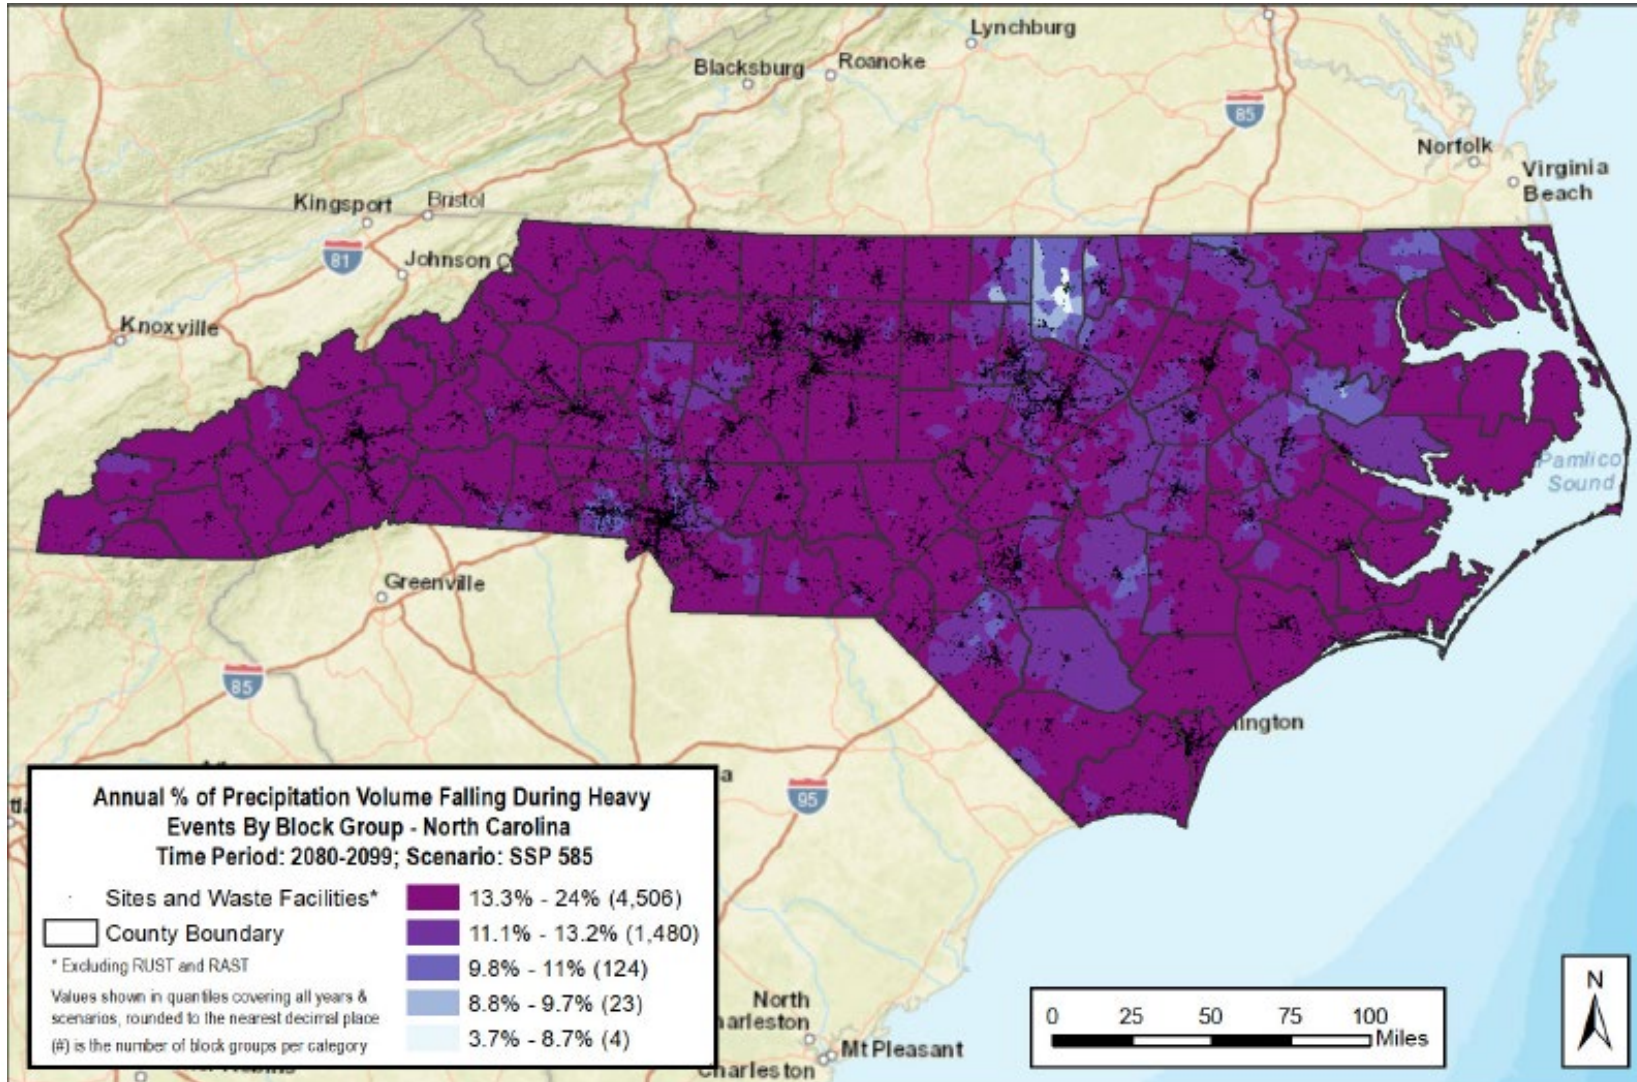 Lynchburg
Blacksburg
Roanoke
85
Norfolk
Virginia
Beach
Kingsport
Bristol
81
Johnson C
Knoxville
Pamlico
Sound
Greenville
85
ington
95
Annual % of Precipitation Volume Falling During Heavy
Events By Block Group - North Carolina
Time Period: 2080-2099; Scenario: SSP 585
Sites and Waste Facilities*
County Boundary
* Excluding RUST and RAST
Values shown in quantiles covering all years &
scenarios, rounded to the nearest decimal place
(#) is the number of block groups per category
13.3% - 24% (4,506)
11.1% - 13.2% (1,480)
9.8% - 11% (124)
8.8% - 9.7% (23)
3.7% - 8.7% (4)
North
arleston
Mt Pleasant
Charleston
0 25 50 75 100
Miles
N